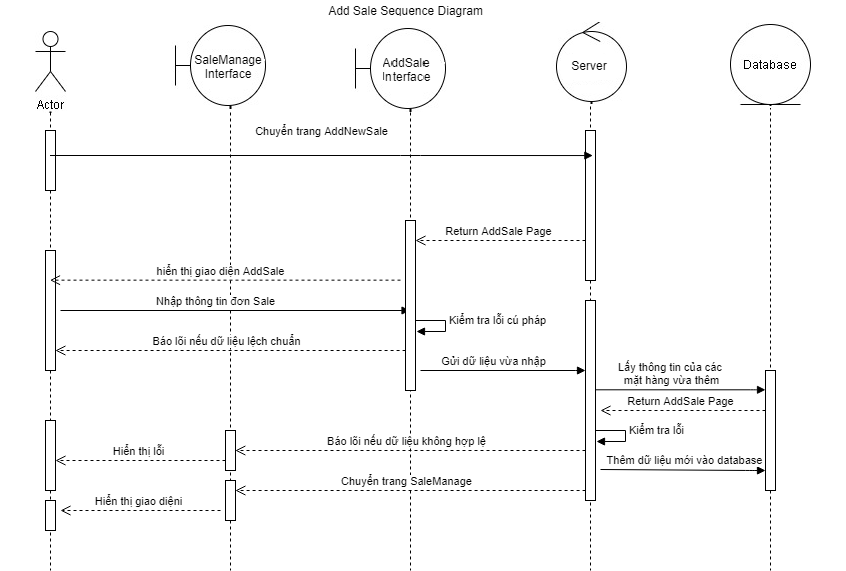 Add Sale Sequence Diagram
SaleManage
Interface
AddSale
Interface
Server
Database
Actor
Chuyển trang AddNewSale
Return AddSale Page
hiển thị giao diện AddSale
Nhập thông tin đơn Sale
Kiểm tra lỗi cú pháp
Báo lõi nếu dữ liệu lệch chuẩn
Gửi dữ liệu vừa nhập
Lấy thông tin của các
mặt hàng vừa thêm
Return AddSale Page
Kiểm tra lỗi
Báo lõi nếu dữ liệu không hợp lệ
Hiển thị lỗi
Thêm dữ liệu mới vào database
Chuyển trang SaleManage
Hiển thị giao diệni